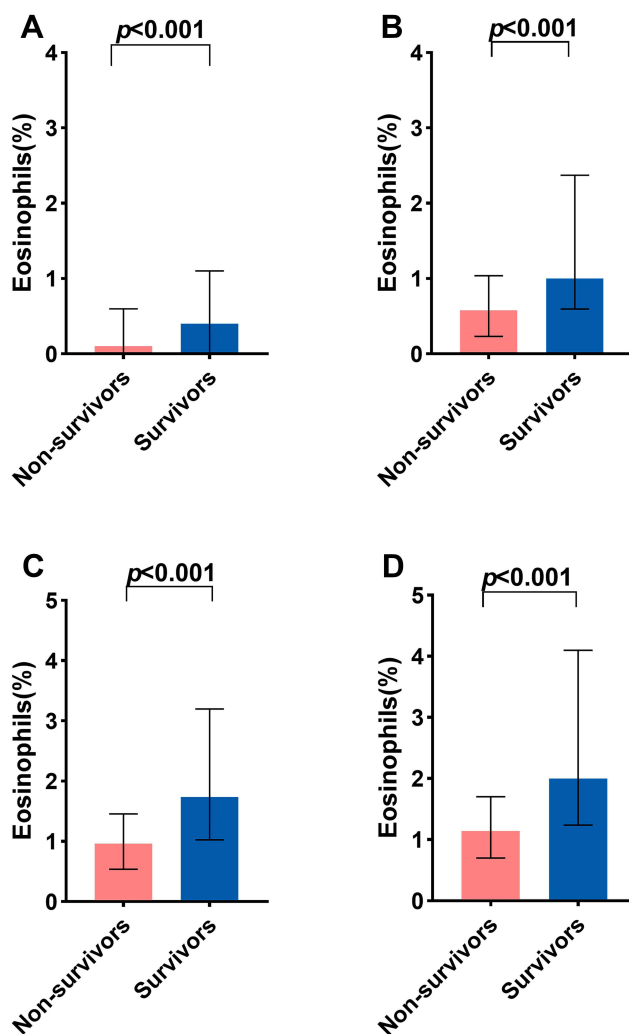 A
p<0.001
4
3
2
1
0
Eosinophils(%)
Non-survivors
Survivors
B
p<0.001
4
3
2
1
0
Eosinophils(%)
Non-survivors
Survivors
C
p<0.001
5
4
3
2
1
0
Eosinophils(%)
Non-survivors
Survivors
D
p<0.001
5
4
3
2
1
0
Eosinophils(%)
Non-survivors
Survivors